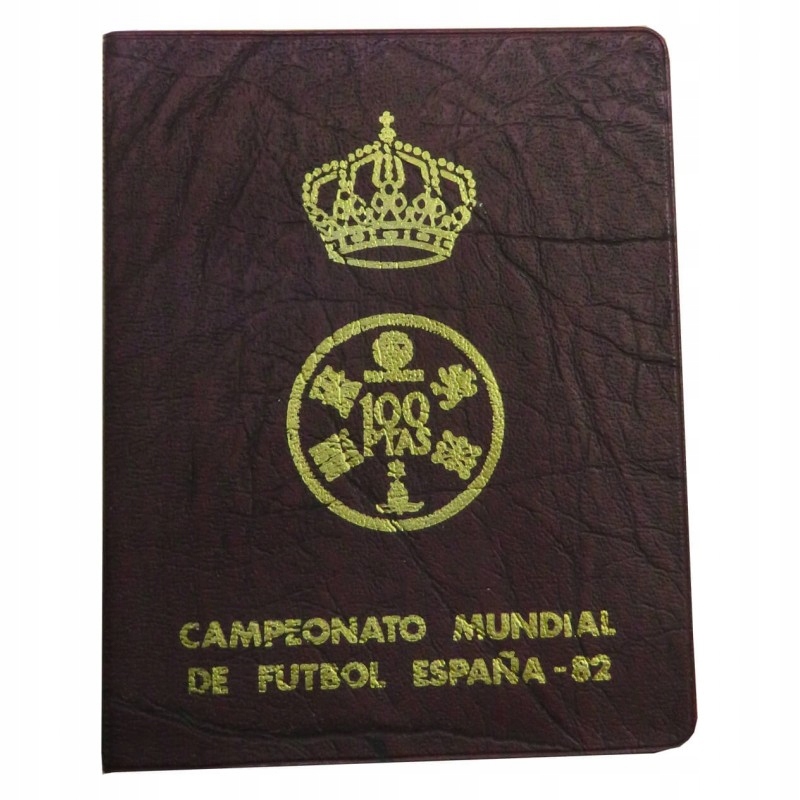 100
PTAS
CAMPEONATO MUNDIAL
DE FUTBOL ESPAÑA-82